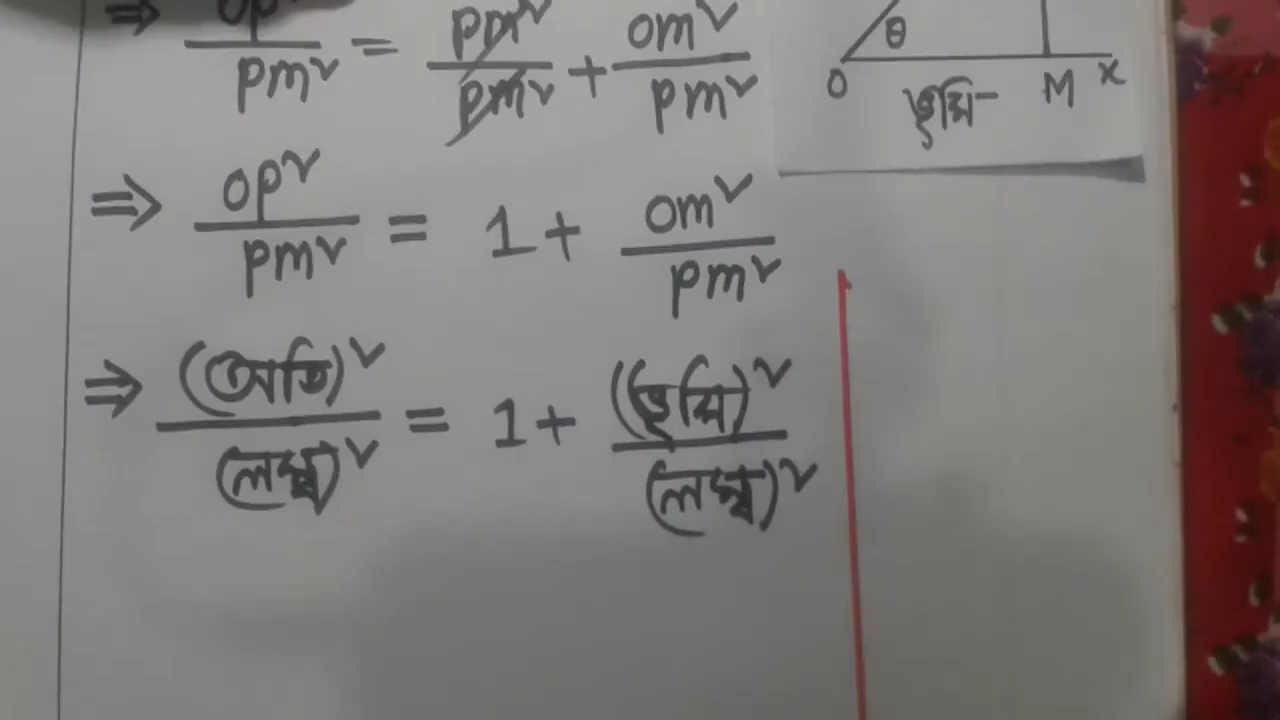 ⇒ op²/pm² = pm²/pm² + om²/pm²
θ
O M x
ভূমি
⇒ op²/pm² = 1 + om²/pm²
⇒ (অতি)²/(লম্ব)² = 1 + (ভূমি)²/(লম্ব)²